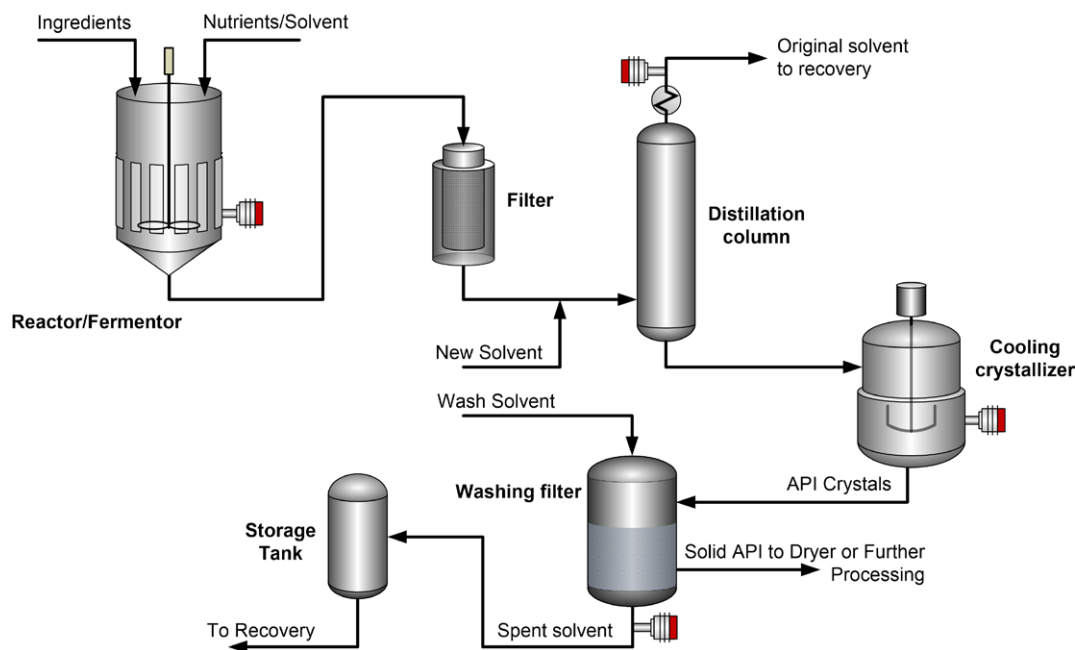 Ingredients
Nutrients/Solvent
Original solvent
to recovery
Filter
Distillation
column
Reactor/Fermentor
New Solvent
Cooling
crystallizer
Wash Solvent
Washing filter
API Crystals
Storage
Tank
Solid API to Dryer or Further
Processing
To Recovery
Spent solvent